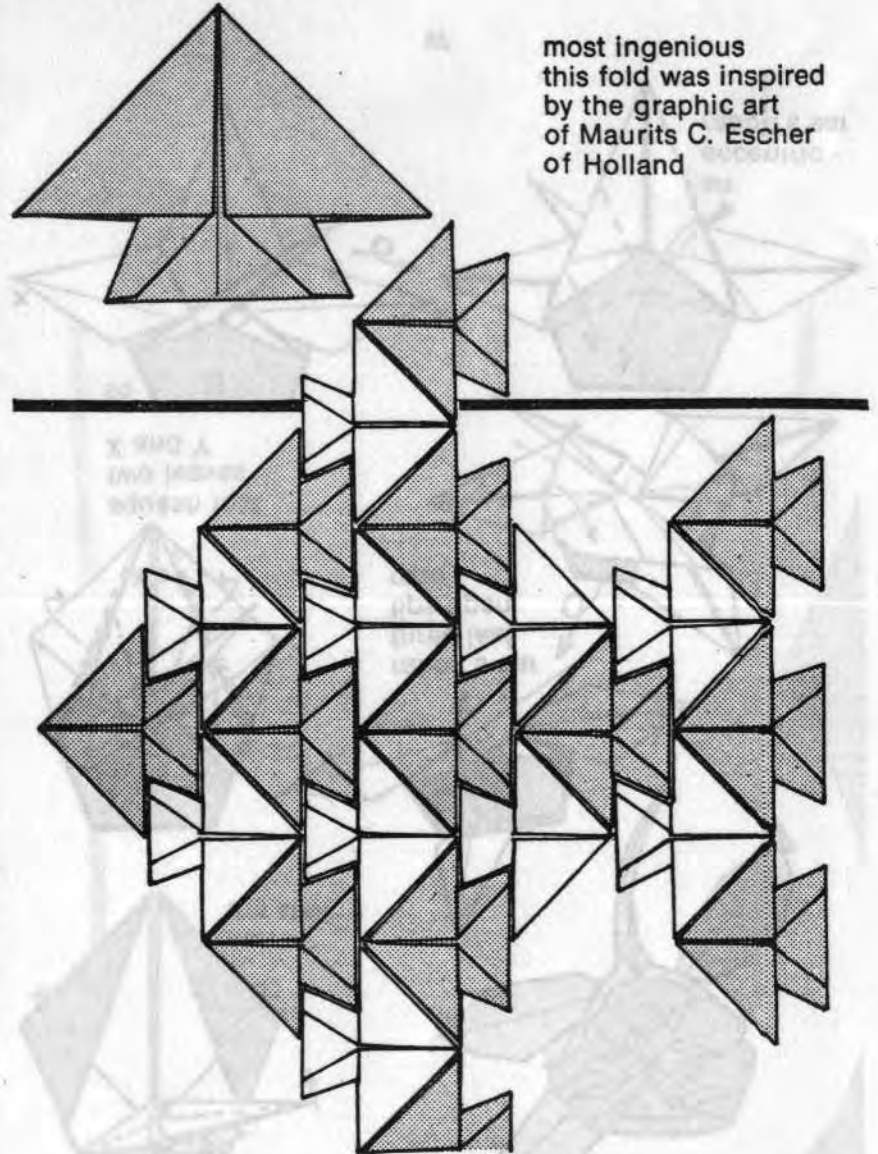 most ingenious
this fold was inspired
by the graphic art
of Maurits C. Escher
of Holland